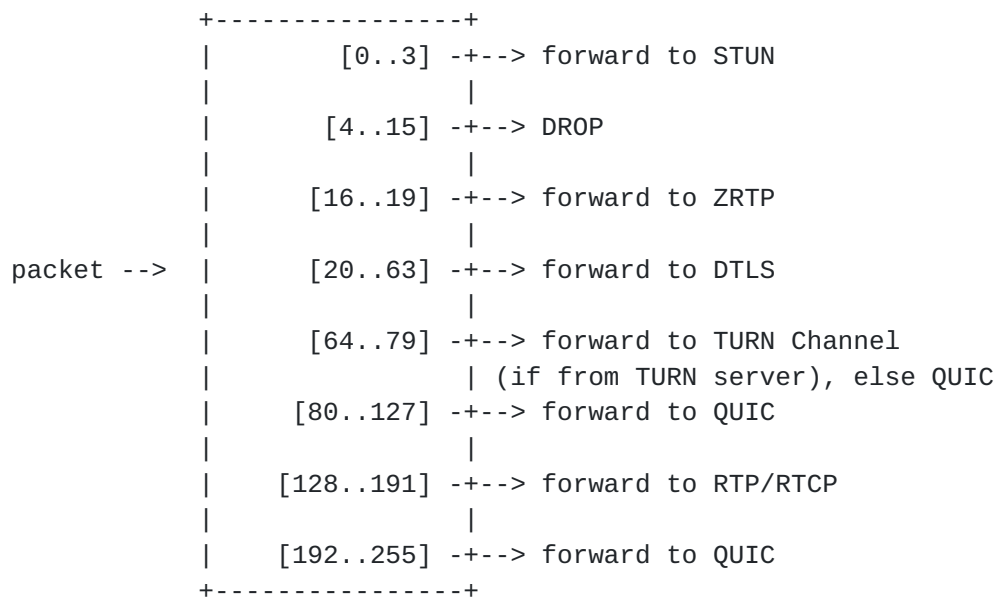 +----------------+
            |        [0..3] -+--> forward to STUN
            |                |
            |       [4..15] -+--> DROP
            |                |
            |      [16..19] -+--> forward to ZRTP
            |                |
packet -->  |      [20..63] -+--> forward to DTLS
            |                |
            |      [64..79] -+--> forward to TURN Channel
            |                | (if from TURN server), else QUIC
            |     [80..127] -+--> forward to QUIC
            |                |
            |    [128..191] -+--> forward to RTP/RTCP
            |                |
            |    [192..255] -+--> forward to QUIC
            +----------------+